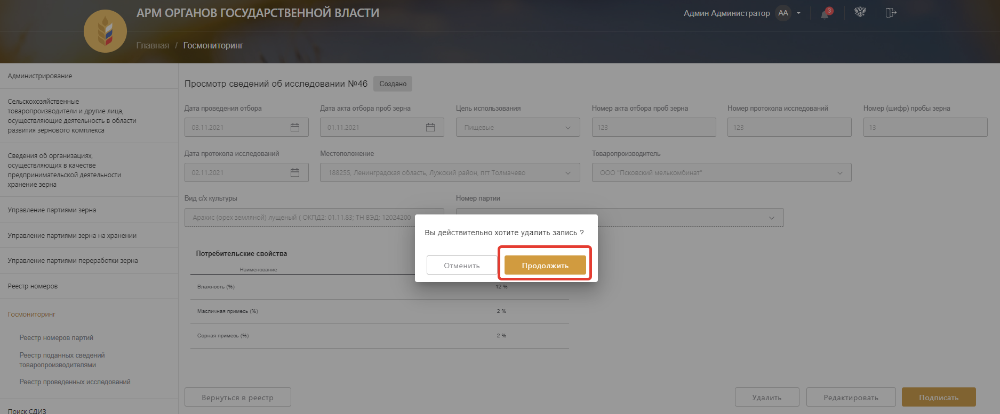 АРМ ОРГАНОВ ГОСУДАРСТВЕННОЙ ВЛАСТИ
Админ Администратор АА 3
Главная / Госмониторинг
Администрирование
Сельскохозяйственные
товаропроизводители и другие лица,
осуществляющие деятельность в области
развития зернового комплекса
Сведения об организациях,
осуществляющих в качестве
предпринимательской деятельности
хранение зерна
Управление партиями зерна
Управление партиями зерна на хранении
Управление партиями переработки зерна
Реестр номеров
Госмониторинг
Реестр номеров партий
Реестр поданных сведений
товаропроизводителями
Реестр проведенных исследований
Поиск СДИЗ
Просмотр сведений об исследовании №46 Создано
Дата проведения отбора Дата акта отбора проб зерна Цель использования Номер акта отбора проб зерна Номер протокола исследований Номер (шифр) пробы зерна
03.11.2021 01.11.2021 Пищевые 123 123 13
Дата протокола исследований Местоположение Товаропроизводитель
02.11.2021 188255, Ленинградская область, Лужский район, пгт Толмачево ООО "Псковский мелькомбинат"
Вид с/х культуры Номер партии
Арахис (орех земляной) лущеный ( ОКПД2: 01.11.83; ТН ВЭД: 12024200
Вы действительно хотите удалить запись ?
Отменить Продолжить
Потребительские свойства
Наименование
Влажность (%) 12 %
Масличная примесь (%) 2 %
Сорная примесь (%) 2 %
Вернуться в реестр Удалить Редактировать Подписать